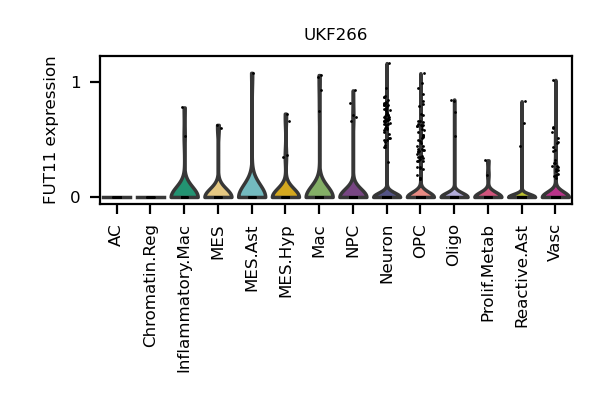 UKF266
FUT11 expression
1
0
AC
Chromatin.Reg
Inflammatory.Mac
MES
MES.Ast
MES.Hyp
Mac
NPC
Neuron
OPC
Oligo
Prolif.Metab
Reactive.Ast
Vasc